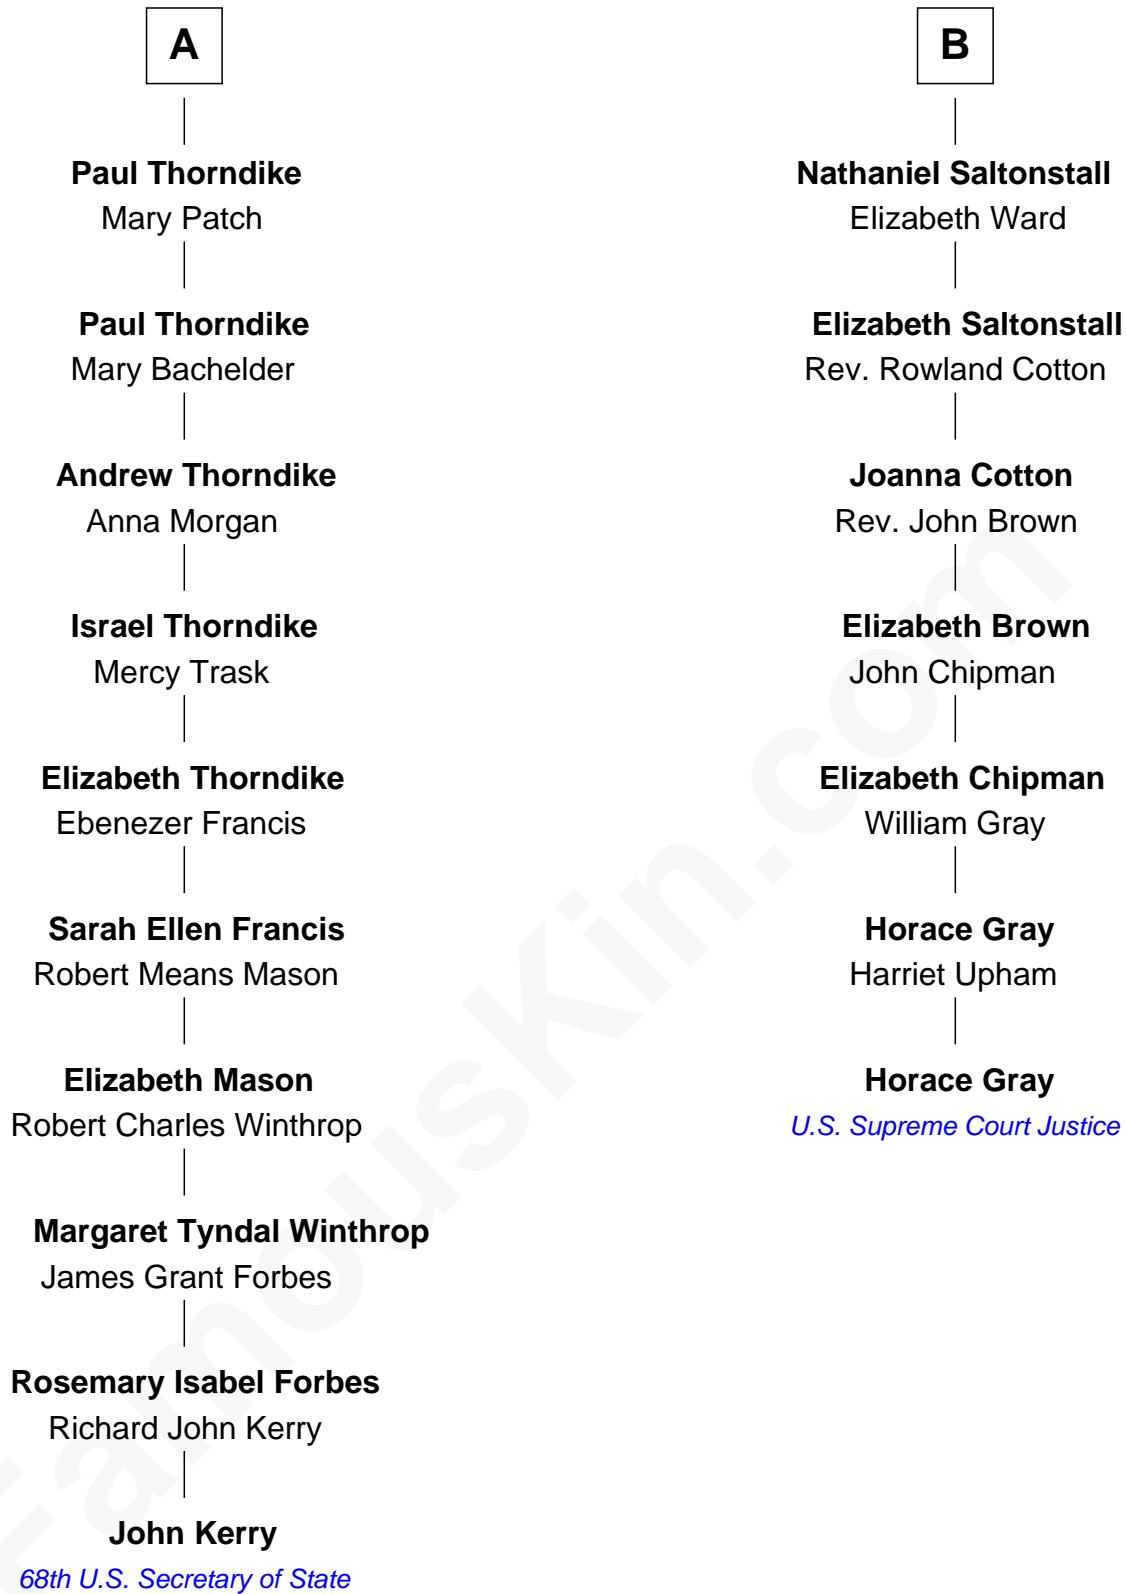 A
Paul Thorndike
Mary Patch
Paul Thorndike
Mary Bachelder
Andrew Thorndike
Anna Morgan
Israel Thorndike
Mercy Trask
Elizabeth Thorndike
Ebenezer Francis
Sarah Ellen Francis
Robert Means Mason
Elizabeth Mason
Robert Charles Winthrop
Margaret Tyndal Winthrop
James Grant Forbes
Rosemary Isabel Forbes
Richard John Kerry
John Kerry
68th U.S. Secretary of State
B
Nathaniel Saltonstall
Elizabeth Ward
Elizabeth Saltonstall
Rev. Rowland Cotton
Joanna Cotton
Rev. John Brown
Elizabeth Brown
John Chipman
Elizabeth Chipman
William Gray
Horace Gray
Harriet Upham
Horace Gray
U.S. Supreme Court Justice
FamousKin.com